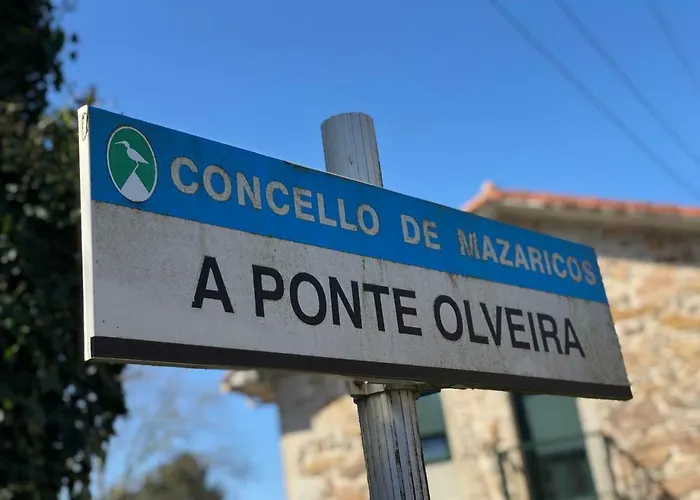 CONCELLO DE MAZARICOS
A PONTE OLVEIRA